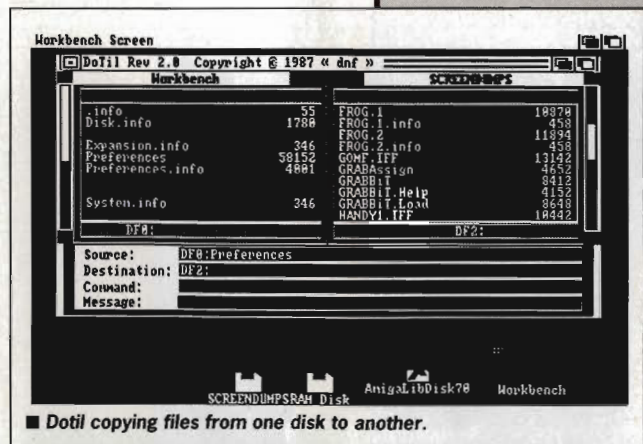 Workbench Screen
DoTil Rev 2.0 Copyright © 1987 « dnf »
Workbench
SCREENDUMPS
.info 55
Disk.info 1780
Expansion.info 346
Preferences 58152
Preferences.info 4001
System.info 346
DF0:
FROG.1 10870
FROG.1.info 458
FROG.2 11894
FROG.2.info 458
GOMF.IFF 13142
GRABAssign 4652
GRABBiT 8412
GRABBiT.Help 4152
GRABBiT.Load 8648
HANDY1.IFF 10442
DF2:
Source: DF0:Preferences
Destination: DF2:
Command:
Message:
SCREENDUMPS RAM Disk AmigaLibDisk70 Workbench
■ Dotil copying files from one disk to another.